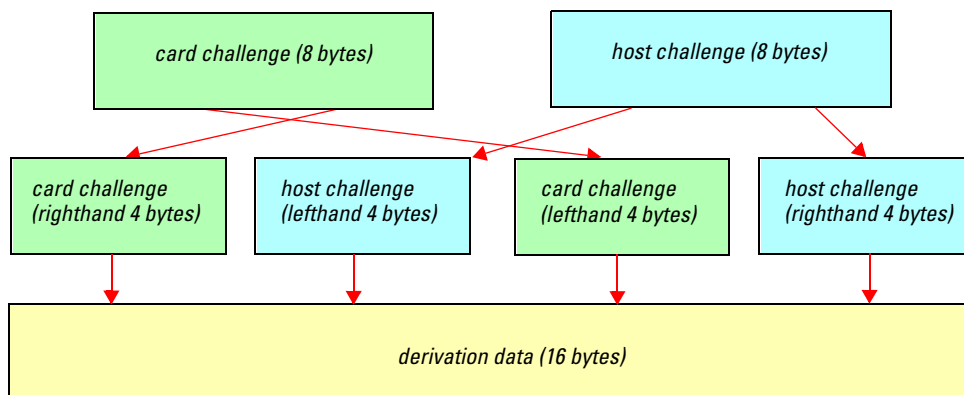 card challenge (8 bytes)
host challenge (8 bytes)
card challenge
(righthand 4 bytes)
host challenge
(lefthand 4 bytes)
card challenge
(lefthand 4 bytes)
host challenge
(righthand 4 bytes)
derivation data (16 bytes)